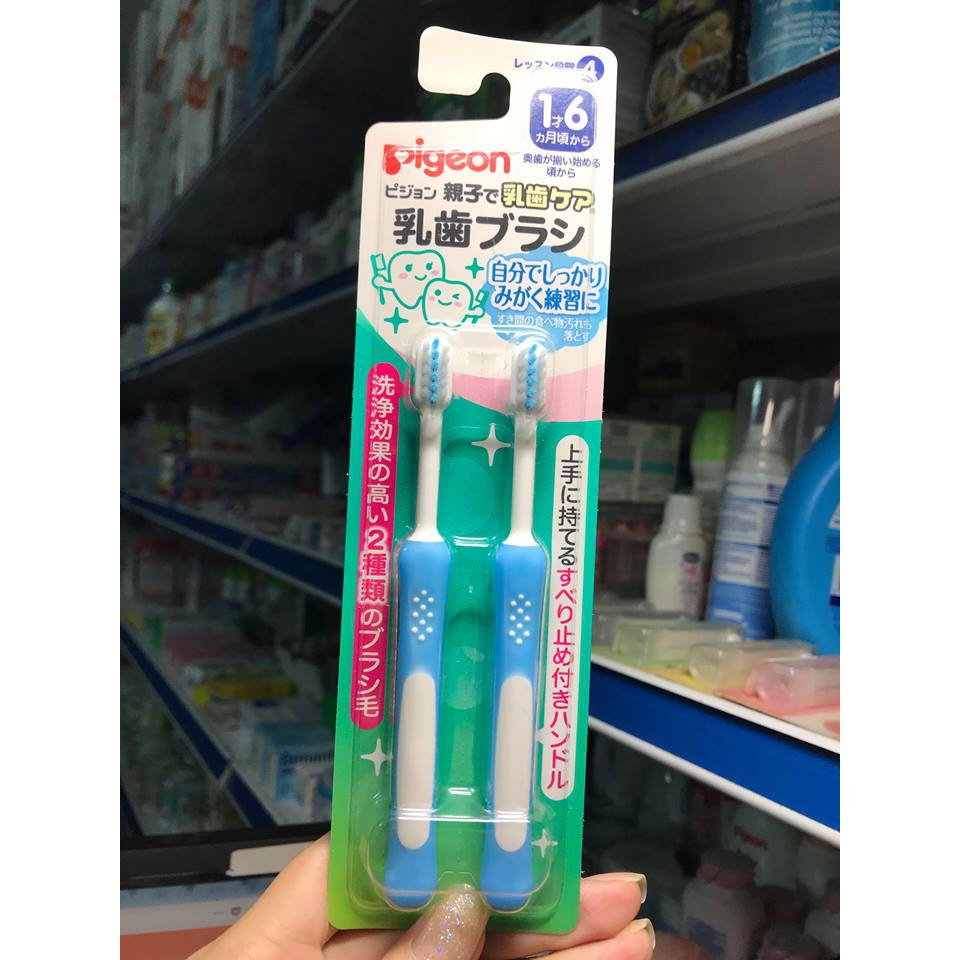 レッスン段階 4
1才6
カ月頃から
奥歯が揃い始める
頃から
Pigeon
ピジョン 親子で乳歯ケア
乳歯ブラシ
自分でしっかり
みがく練習に
すき間の食べ物汚れも
落とす
洗浄効果の高い2種類のブラシ毛
上手に持てるすべり止め付きハンドル
Pigeon